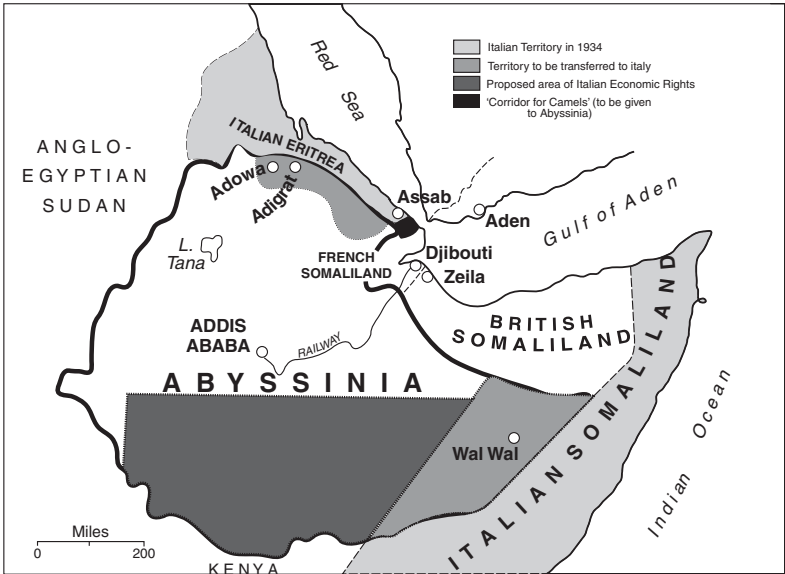 Red
Sea
Italian Territory in 1934
Territory to be transferred to italy
Proposed area of Italian Economic Rights
'Corridor for Camels' (to be given
to Abyssinia)
ANGLO-
EGYPTIAN
SUDAN
ITALIAN ERITREA
Adowa
Adigrat
Assab
Aden
Gulf of Aden
L.
Tana
FRENCH
SOMALILAND
Djibouti
Zeila
ADDIS
ABABA
RAILWAY
BRITISH
SOMALILAND
ABYSSINIA
Wal Wal
ITALIAN SOMALILAND
Indian Ocean
Miles
0 200
KENYA